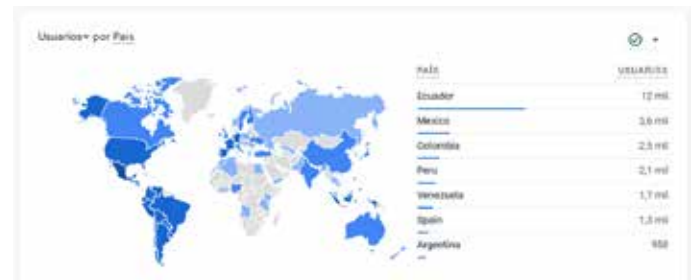 Usuarios por País
PAÍS USUARIOS
Ecuador 12 mil
Mexico 3,6 mil
Colombia 2,5 mil
Peru 2,1 mil
Venezuela 1,7 mil
Spain 1,3 mil
Argentina